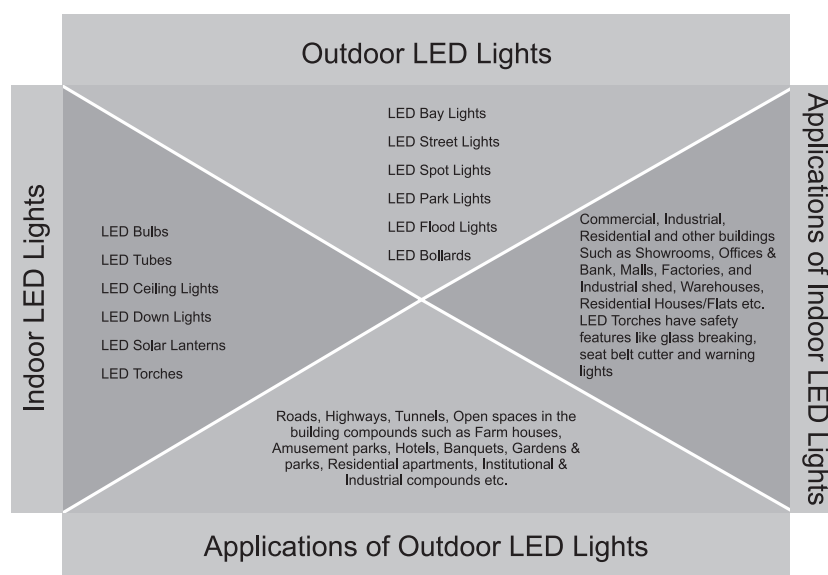 Outdoor LED Lights
LED Bay Lights
LED Street Lights
LED Spot Lights
LED Park Lights
LED Flood Lights
LED Bollards
Indoor LED Lights
LED Bulbs
LED Tubes
LED Ceiling Lights
LED Down Lights
LED Solar Lanterns
LED Torches
Commercial, Industrial,
Residential and other buildings
Such as Showrooms, Offices &
Bank, Malls, Factories, and
Industrial shed, Warehouses,
Residential Houses/Flats etc.
LED Torches have safety
features like glass breaking,
seat belt cutter and warning
lights
Applications of Indoor LED Lights
Roads, Highways, Tunnels, Open spaces in the
building compounds such as Farm houses,
Amusement parks, Hotels, Banquets, Gardens &
parks, Residential apartments, Institutional &
Industrial compounds etc.
Applications of Outdoor LED Lights